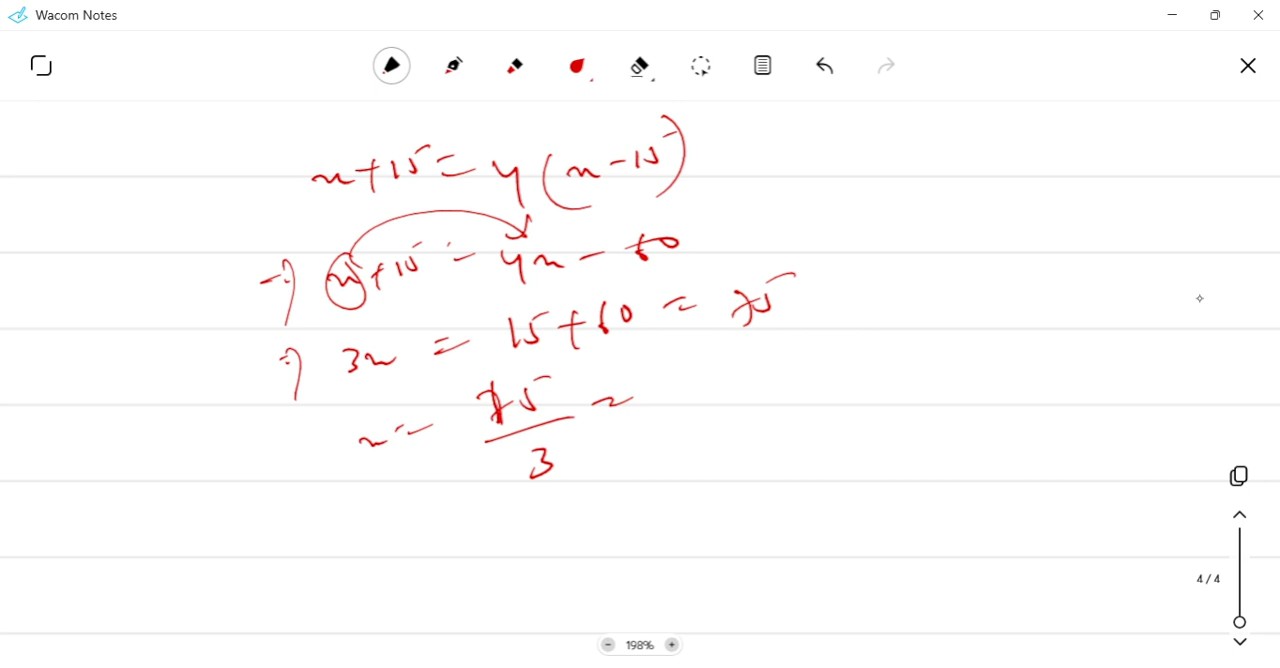 Wacom Notes
x+15 = 4(x-15)
⇒ x+15 = 4x - 60
⇒ 3x = 15+60 = 75
x = 75/3 =
4 / 4
198%